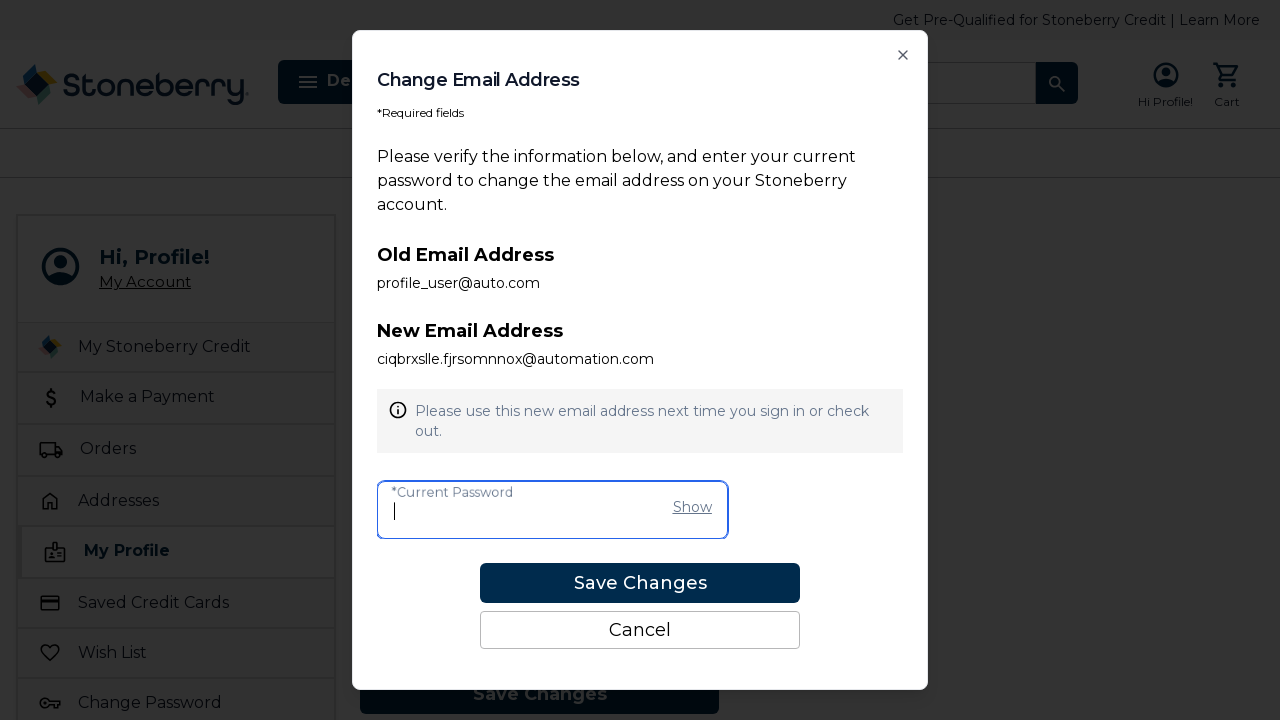 Get Pre-Qualified for Stoneberry Credit | Learn More
Stoneberry
De
Hi Profile!
Cart
Hi, Profile!
My Account
My Stoneberry Credit
Make a Payment
Orders
Addresses
My Profile
Saved Credit Cards
Wish List
Change Password
Change Email Address
*Required fields
Please verify the information below, and enter your current
password to change the email address on your Stoneberry
account.
Old Email Address
profile_user@auto.com
New Email Address
ciqbrxslle.fjrsomnnox@automation.com
Please use this new email address next time you sign in or check
out.
*Current Password
Show
Save Changes
Cancel
Save Changes